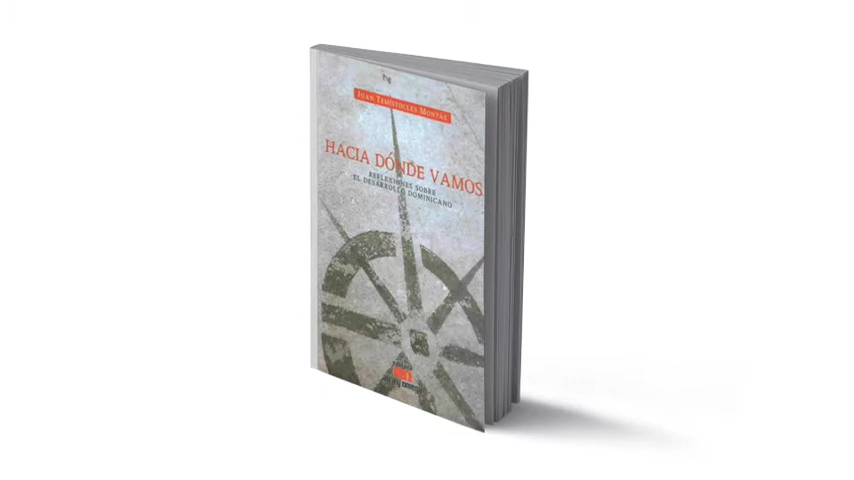 JUAN TEMÍSTOCLES MONTÁS
HACIA DÓNDE VAMOS
REFLEXIONES SOBRE
EL DESARROLLO DOMINICANO